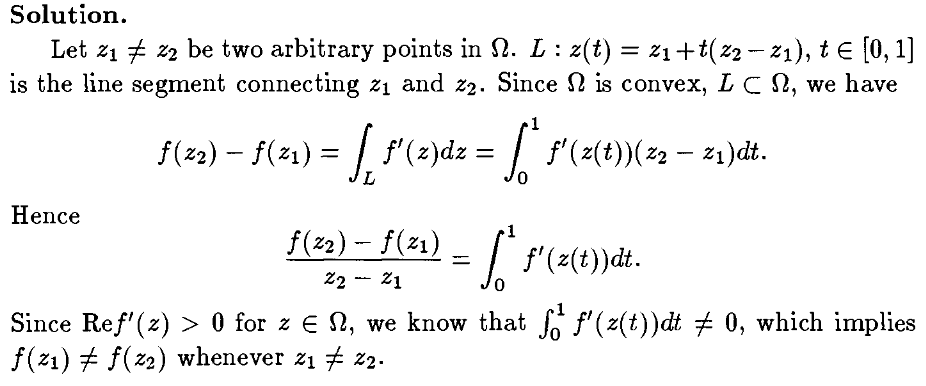 Solution.
Let z₁ ≠ z₂ be two arbitrary points in Ω. L : z(t) = z₁+t(z₂−z₁), t ∈ [0, 1]
is the line segment connecting z₁ and z₂. Since Ω is convex, L ⊂ Ω, we have
f(z₂) − f(z₁) = ∫_L f′(z)dz = ∫₀¹ f′(z(t))(z₂ − z₁)dt.
Hence
(f(z₂) − f(z₁))/(z₂ − z₁) = ∫₀¹ f′(z(t))dt.
Since Ref′(z) > 0 for z ∈ Ω, we know that ∫₀¹ f′(z(t))dt ≠ 0, which implies
f(z₁) ≠ f(z₂) whenever z₁ ≠ z₂.